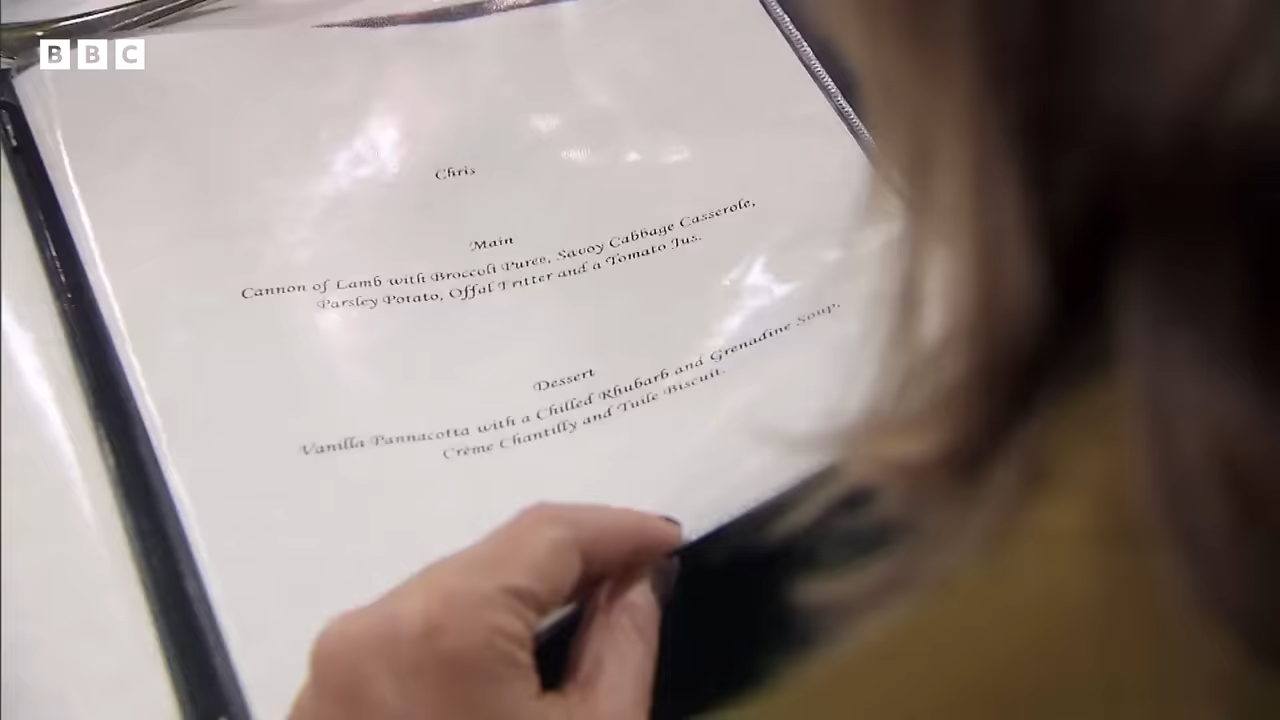 BBC
Chris
Main
Cannon of Lamb with Broccoli Puree, Savoy Cabbage Casserole,
Parsley Potato, Offal Fritter and a Tomato Jus.
Dessert
Vanilla Pannacotta with a Chilled Rhubarb and Grenadine Soup,
Crème Chantilly and Tuile Biscuit.